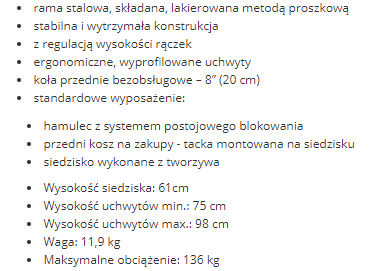 • rama stalowa, składana, lakierowana metodą proszkową
• stabilna i wytrzymała konstrukcja
• z regulacją wysokości rączek
• ergonomiczne, wyprofilowane uchwyty
• koła przednie bezobsługowe – 8” (20 cm)
• standardowe wyposażenie:
• hamulec z systemem postojowego blokowania
• przedni kosz na zakupy - tacka montowana na siedzisku
• siedzisko wykonane z tworzywa
• Wysokość siedziska: 61cm
• Wysokość uchwytów min.: 75 cm
• Wysokość uchwytów max.: 98 cm
• Waga: 11,9 kg
• Maksymalne obciążenie: 136 kg